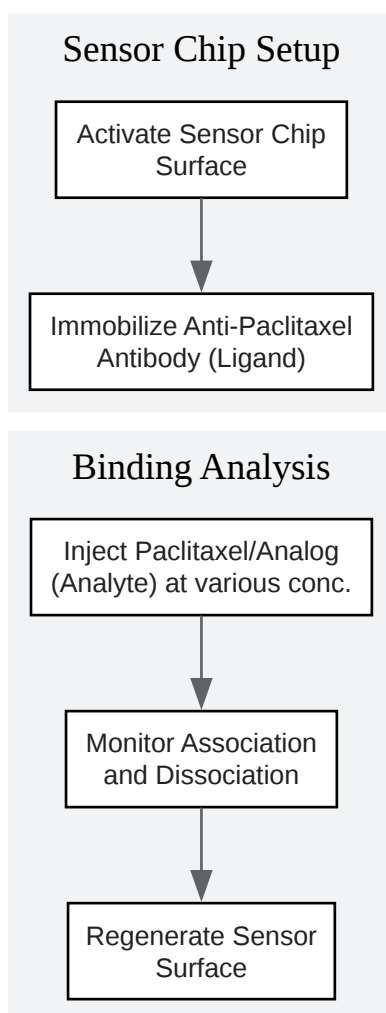 Sensor Chip Setup
Activate Sensor Chip
Surface
Immobilize Anti-Paclitaxel
Antibody (Ligand)
Binding Analysis
Inject Paclitaxel/Analog
(Analyte) at various conc.
Monitor Association
and Dissociation
Regenerate Sensor
Surface